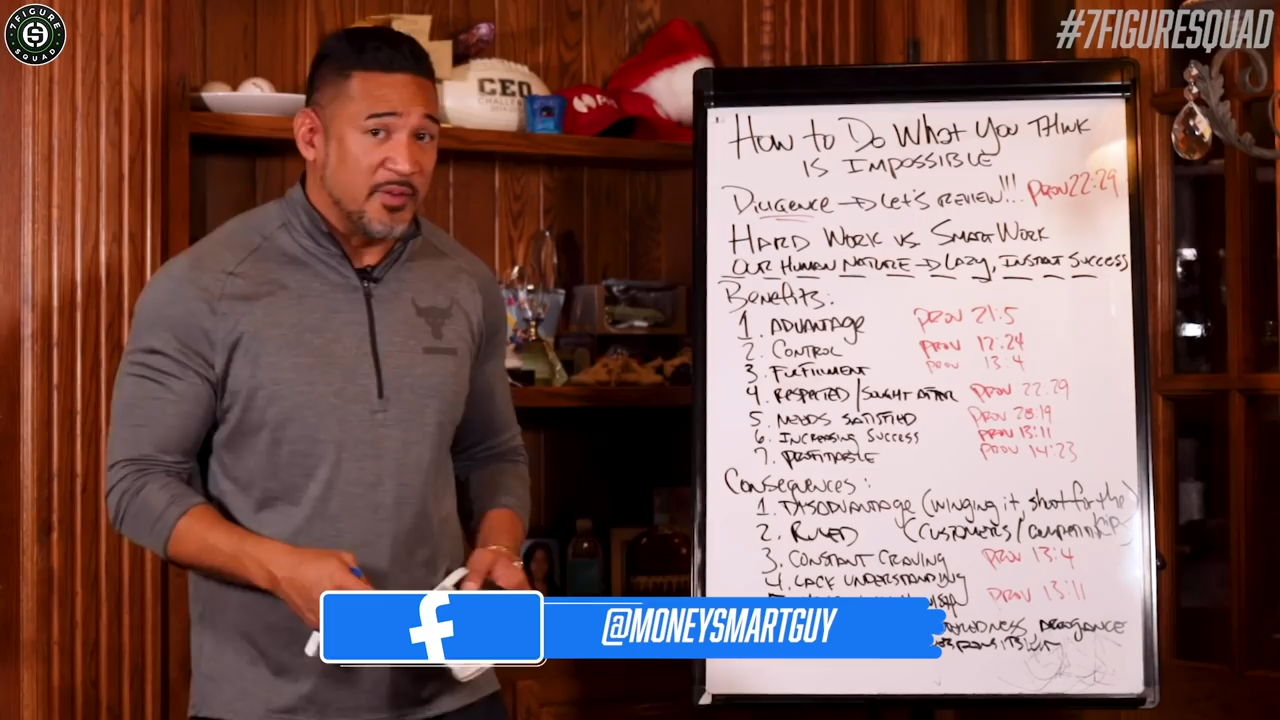 7FIGURE
SQUAD
#7FIGURESQUAD
CEO
CHALLENGE
How to Do What You Think
is Impossible
Diligence → Let's Review!!! Prov 22:29
Hard Work vs. Smart Work
Our Human Nature → Lazy, Instant Success
Benefits:
1. Advantage Prov 21:5
2. Control Prov 12:24
3. Fulfillment Prov 13:4
4. Respected/Sought After Prov 22:29
5. Needs Satisfied Prov 28:19
6. Increasing Success Prov 13:11
7. Profitable Prov 14:23
Consequences:
1. Disadvantage (winging it, shoot for the
2. Ruled (customers/
3. Constant Craving Prov 13:4
4. Lack Understanding
Prov 13:11
Arrogance
f
@MONEYSMARTGUY